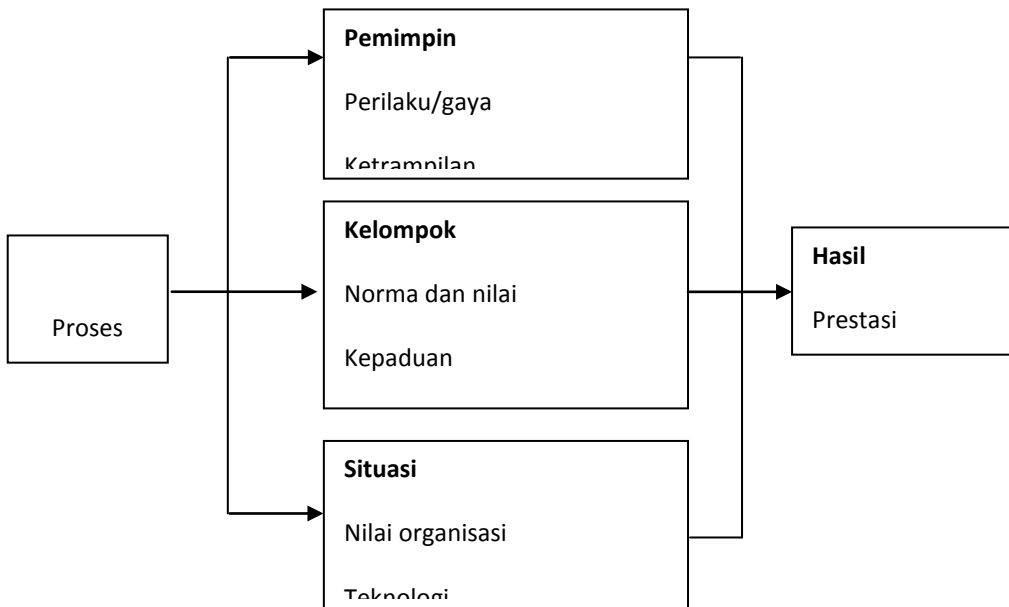 Pemimpin
Perilaku/gaya
Ketrampilan
Proses
Kelompok
Norma dan nilai
Kepaduan
Hasil
Prestasi
Situasi
Nilai organisasi
Teknologi